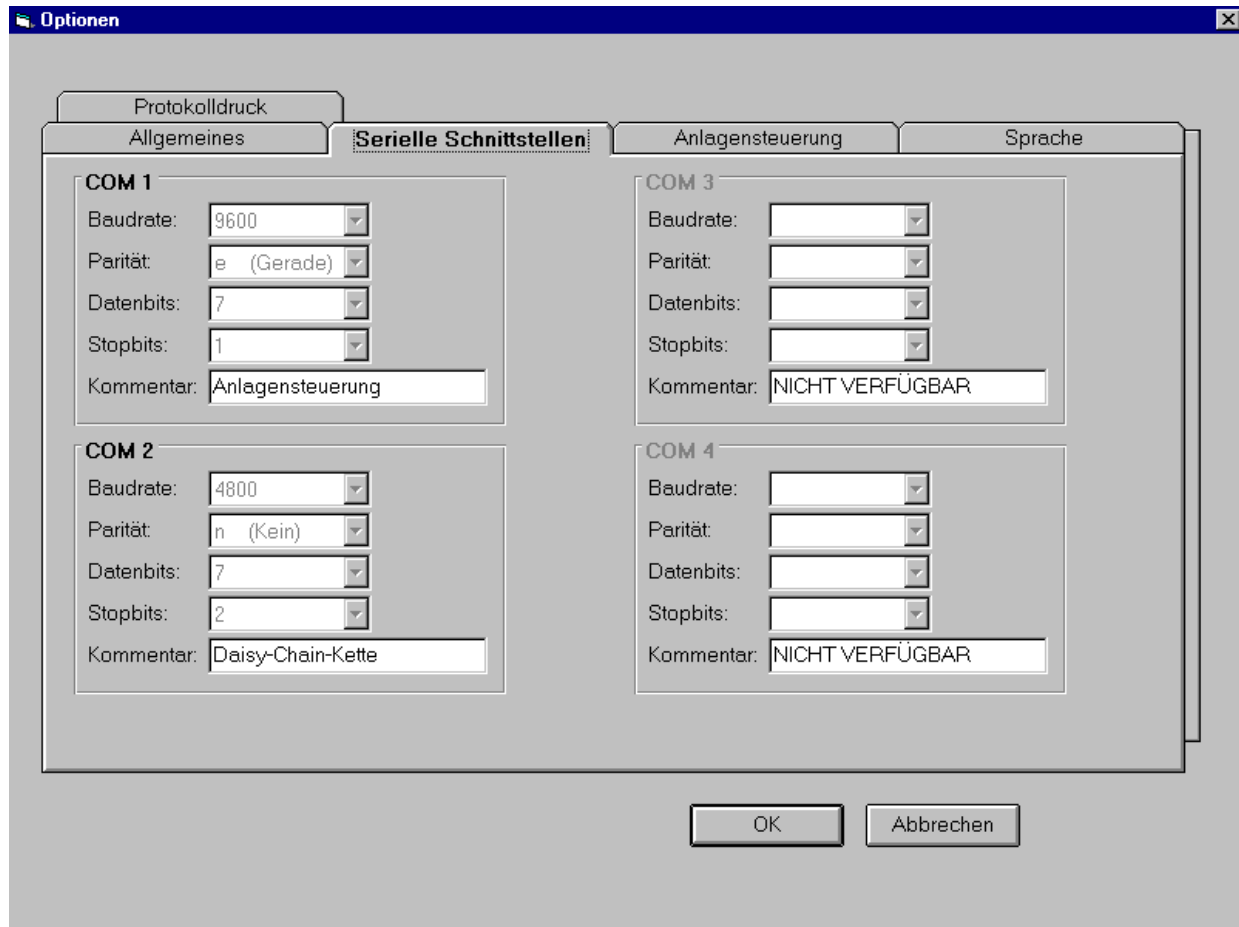 Optionen
Protokolldruck
Allgemeines
Serielle Schnittstellen
Anlagensteuerung
Sprache
COM 1
Baudrate: 9600
Parität: e (Gerade)
Datenbits: 7
Stopbits: 1
Kommentar: Anlagensteuerung
COM 2
Baudrate: 4800
Parität: n (Kein)
Datenbits: 7
Stopbits: 2
Kommentar: Daisy-Chain-Kette
COM 3
Baudrate:
Parität:
Datenbits:
Stopbits:
Kommentar: NICHT VERFÜGBAR
COM 4
Baudrate:
Parität:
Datenbits:
Stopbits:
Kommentar: NICHT VERFÜGBAR
OK
Abbrechen